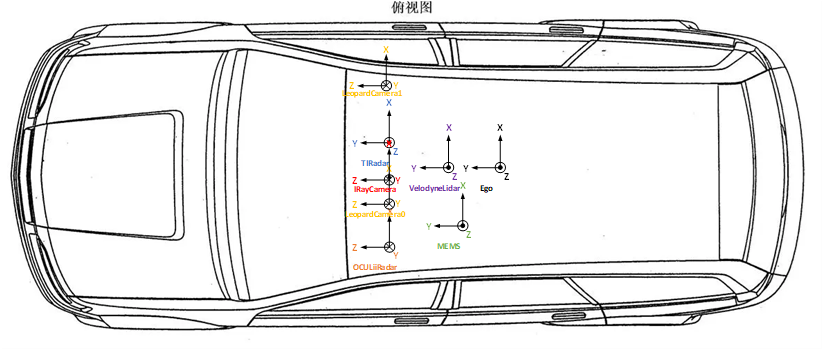 俯视图
X
Z Y
LeopardCamera1
X
Y
Z
TIRadar
X
Z Y
IRayCamera
Z Y
LeopardCamera0
Z
Y
OCULiiRadar
X
Y
Z
VelodyneLidar
X
Y
Z
Ego
X
Y
Z
MEMS